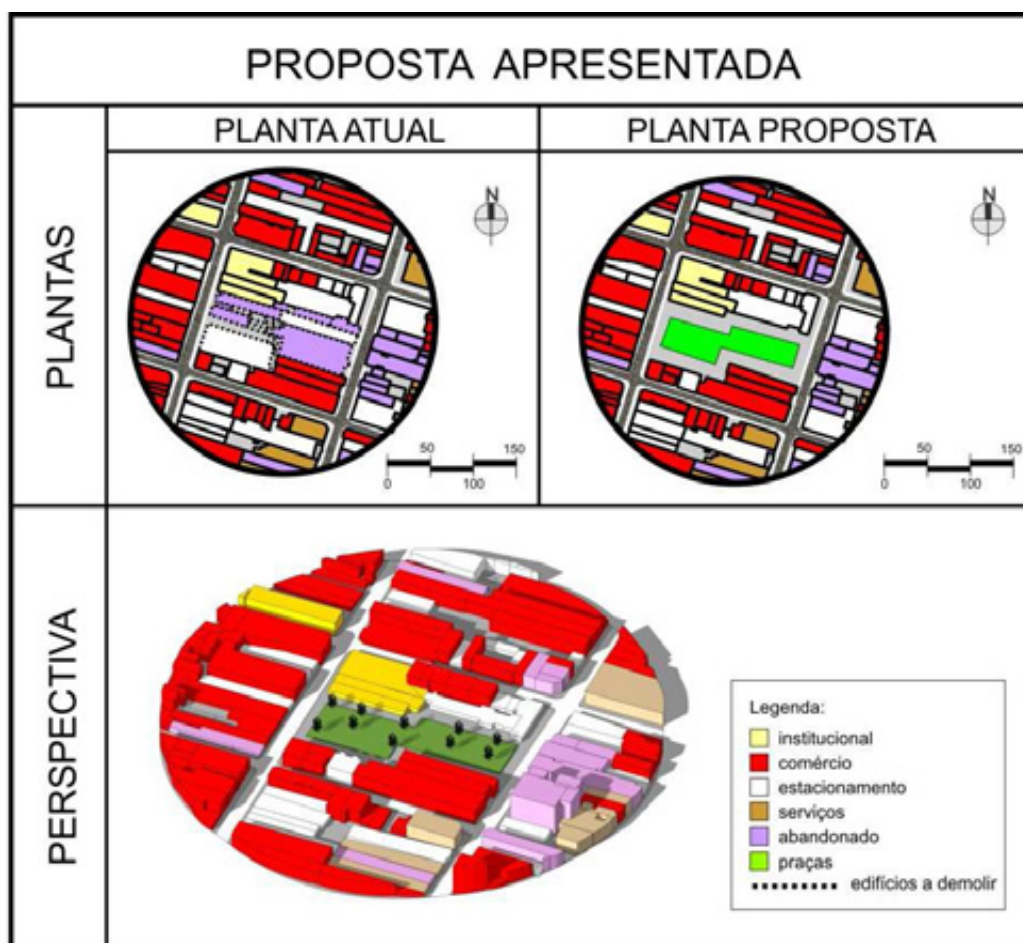 PROPOSTA APRESENTADA
PLANTA ATUAL
PLANTA PROPOSTA
PLANTAS
N
50 150
0 100
N
50 150
0 100
PERSPECTIVA
Legenda:
institucional
comércio
estacionamento
serviços
abandonado
praças
edifícios a demolir